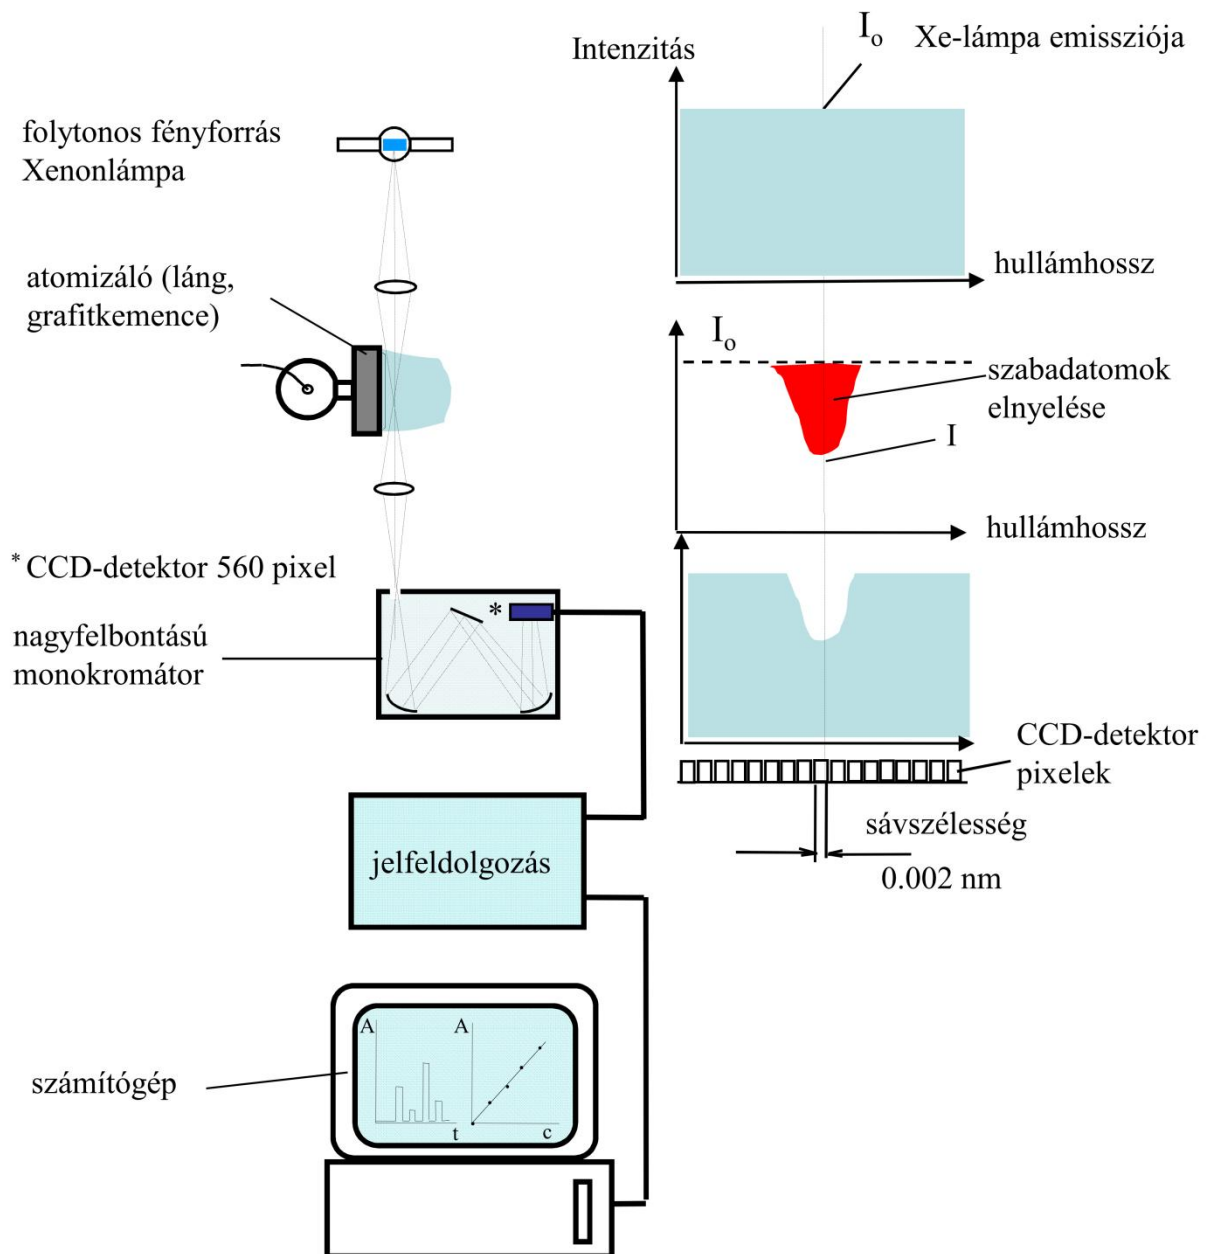 folytonos fényforrás
Xenonlámpa
atomizáló (láng,
grafitkemence)
* CCD-detektor 560 pixel
*
nagyfelbontású
monokromátor
jelfeldolgozás
számítógép
A
t
A
c
Intenzitás
Io
Xe-lámpa emissziója
hullámhossz
Io
szabadatomok
elnyelése
I
hullámhossz
CCD-detektor
pixelek
sávszélesség
0.002 nm